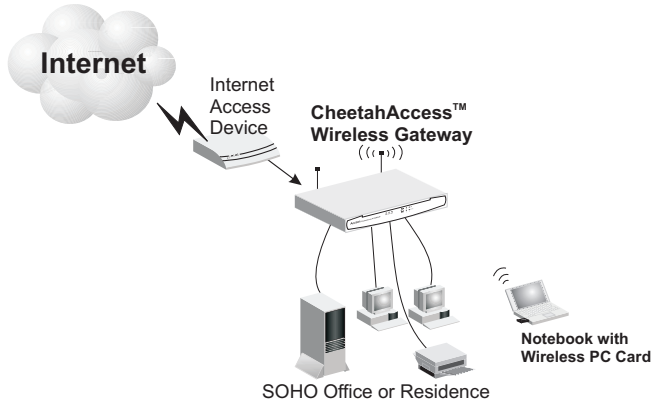 Internet
Internet
Access
Device
CheetahAccess™
Wireless Gateway
Notebook with
Wireless PC Card
SOHO Office or Residence